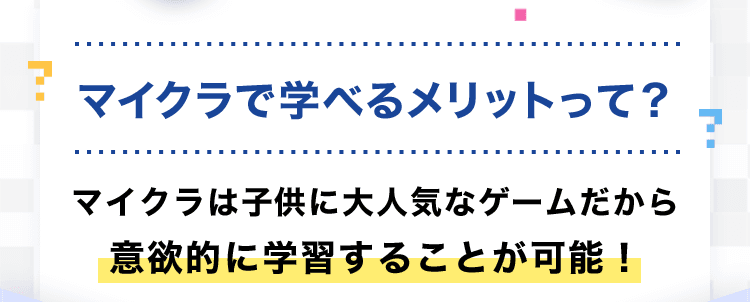 マイクラで学べるメリットって？
マイクラは子供に大人気なゲームだから
意欲的に学習することが可能！